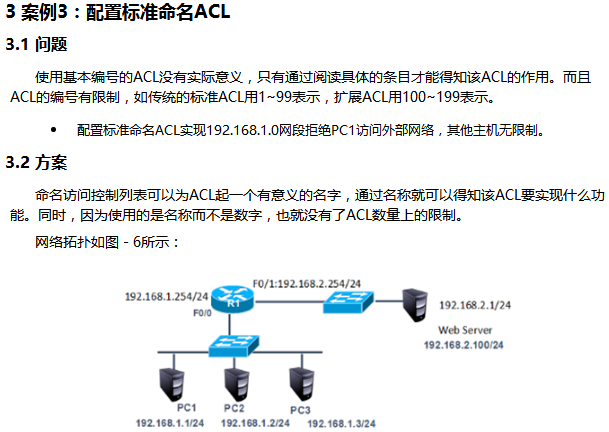 3 案例3：配置标准命名ACL
3.1 问题
使用基本编号的ACL没有实际意义，只有通过阅读具体的条目才能得知该ACL的作用。而且
ACL的编号有限制，如传统的标准ACL用1~99表示，扩展ACL用100~199表示。
• 配置标准命名ACL实现192.168.1.0网段拒绝PC1访问外部网络，其他主机无限制。
3.2 方案
命名访问控制列表可以为ACL起一个有意义的名字，通过名称就可以得知该ACL要实现什么功
能。同时，因为使用的是名称而不是数字，也就没有了ACL数量上的限制。
网络拓扑如图－6所示：
F0/1:192.168.2.254/24
192.168.1.254/24
R1
F0/0
192.168.2.1/24
Web Server
192.168.2.100/24
PC1
PC2
PC3
192.168.1.1/24
192.168.1.2/24
192.168.1.3/24